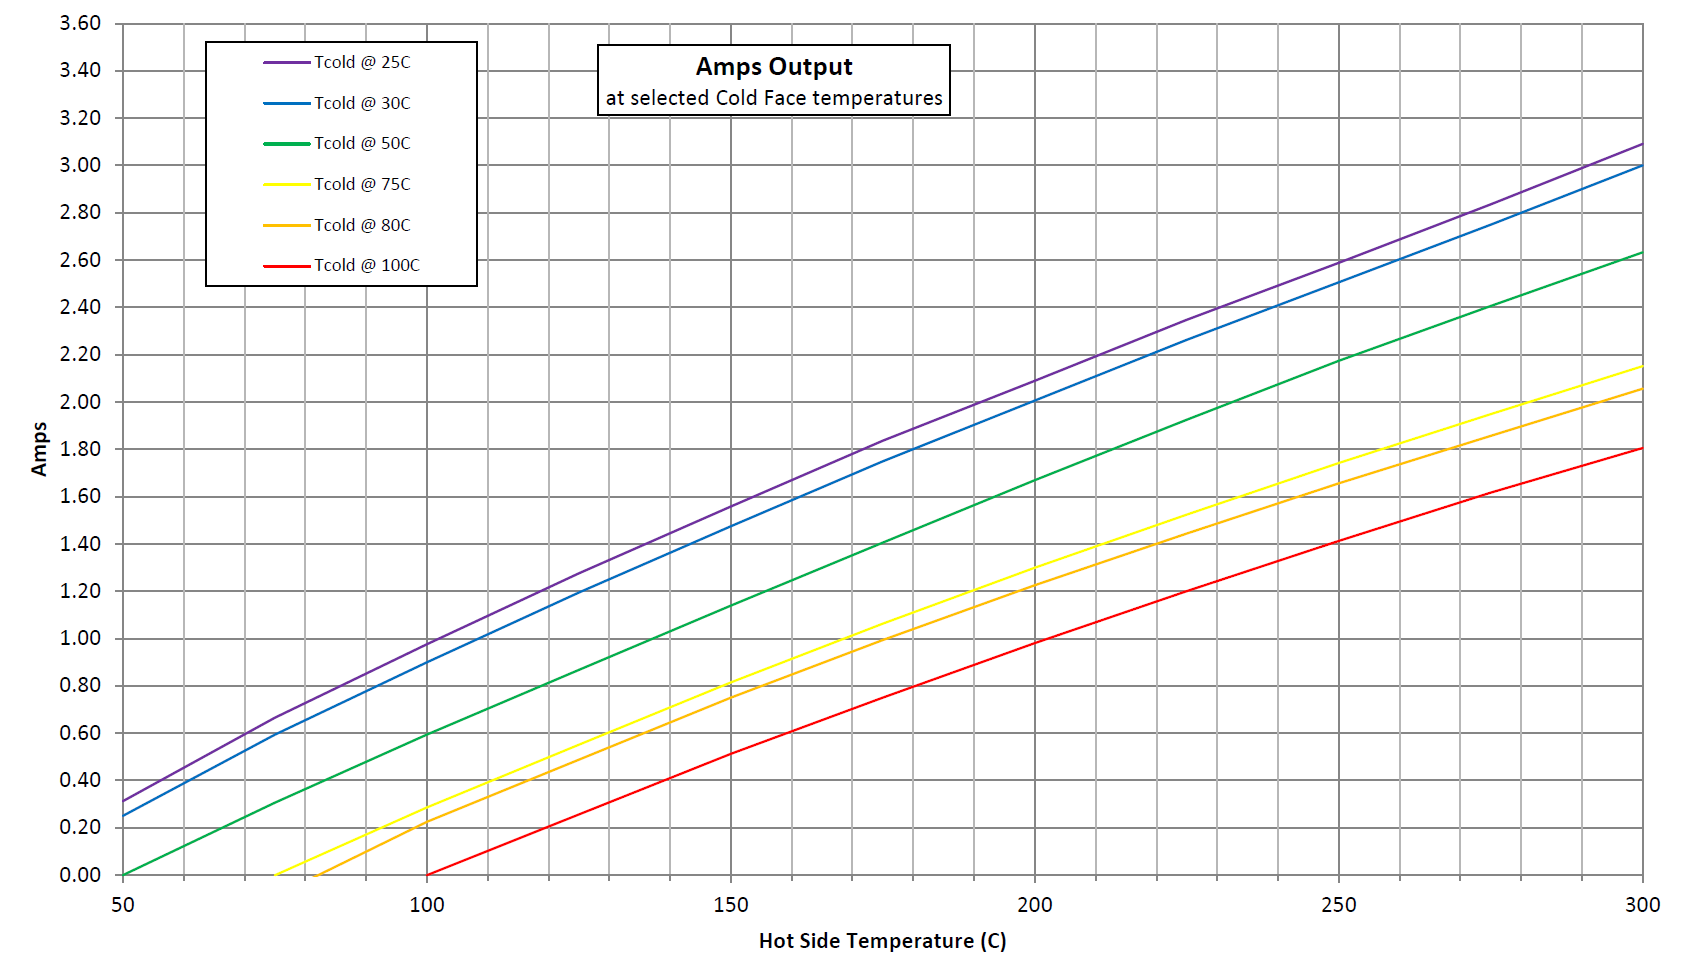 Amps Output
at selected Cold Face temperatures
Tcold @ 25C
Tcold @ 30C
Tcold @ 50C
Tcold @ 75C
Tcold @ 80C
Tcold @ 100C
3.60
3.40
3.20
3.00
2.80
2.60
2.40
2.20
2.00
1.80
1.60
1.40
1.20
1.00
0.80
0.60
0.40
0.20
0.00
Amps
50 100 150 200 250 300
Hot Side Temperature (C)